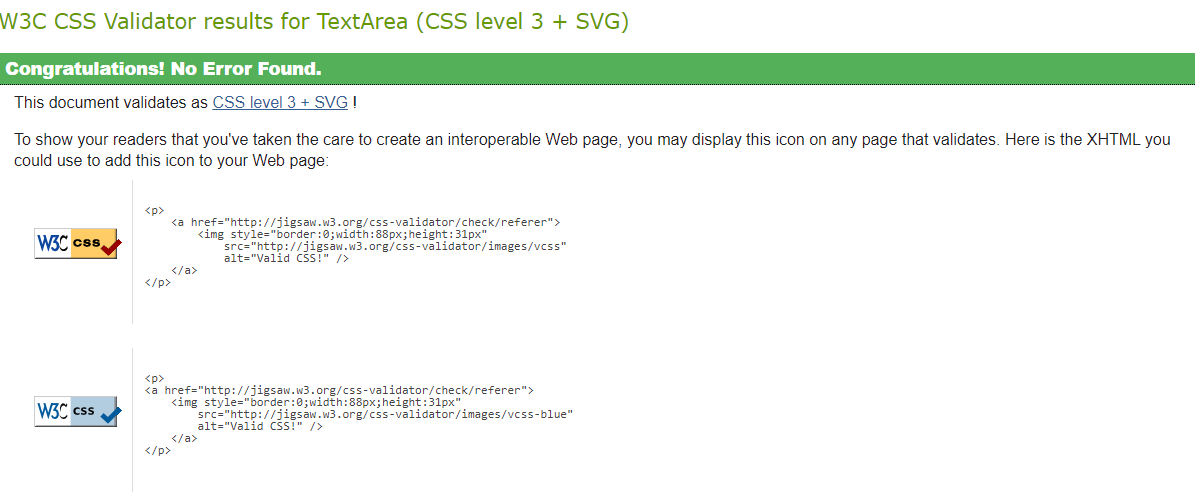 W3C CSS Validator results for TextArea (CSS level 3 + SVG)
Congratulations! No Error Found.
This document validates as CSS level 3 + SVG !
To show your readers that you've taken the care to create an interoperable Web page, you may display this icon on any page that validates. Here is the XHTML you
could use to add this icon to your Web page:
<p>
<a href="http://jigsaw.w3.org/css-validator/check/referer">
<img style="border:0;width:88px;height:31px"
W3C css
src="http://jigsaw.w3.org/css-validator/images/vcss"
alt="Valid CSS!" />
</a>
</p>
<p>
<a href="http://jigsaw.w3.org/css-validator/check/referer">
<img style="border:0;width:88px;height:31px"
W3C css
src="http://jigsaw.w3.org/css-validator/images/vcss-blue"
alt="Valid CSS!" />
</a>
</p>